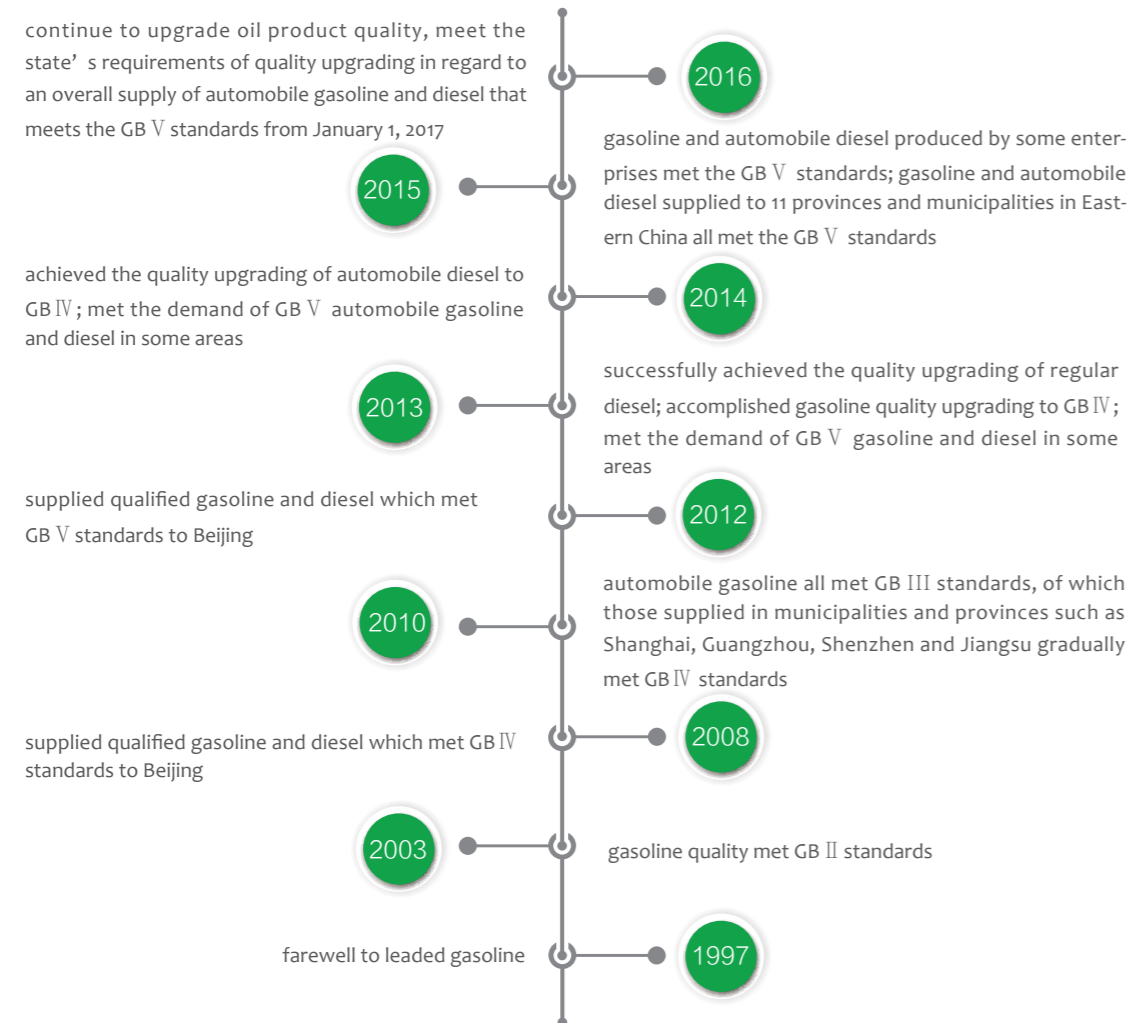 continue to upgrade oil product quality, meet the
state’ s requirements of quality upgrading in regard to
an overall supply of automobile gasoline and diesel that
meets the GB Ⅴ standards from January 1, 2017
2016
2015
gasoline and automobile diesel produced by some enter-
prises met the GB Ⅴ standards; gasoline and automobile
diesel supplied to 11 provinces and municipalities in East-
ern China all met the GB Ⅴ standards
achieved the quality upgrading of automobile diesel to
GB Ⅳ ; met the demand of GB Ⅴ automobile gasoline
and diesel in some areas
2014
2013
successfully achieved the quality upgrading of regular
diesel; accomplished gasoline quality upgrading to GB Ⅳ ;
met the demand of GB Ⅴ gasoline and diesel in some
areas
supplied qualified gasoline and diesel which met
GB Ⅴ standards to Beijing
2012
2010
automobile gasoline all met GB III standards, of which
those supplied in municipalities and provinces such as
Shanghai, Guangzhou, Shenzhen and Jiangsu gradually
met GB Ⅳ standards
supplied qualified gasoline and diesel which met GB Ⅳ
standards to Beijing
2008
2003
gasoline quality met GB Ⅱ standards
farewell to leaded gasoline
1997